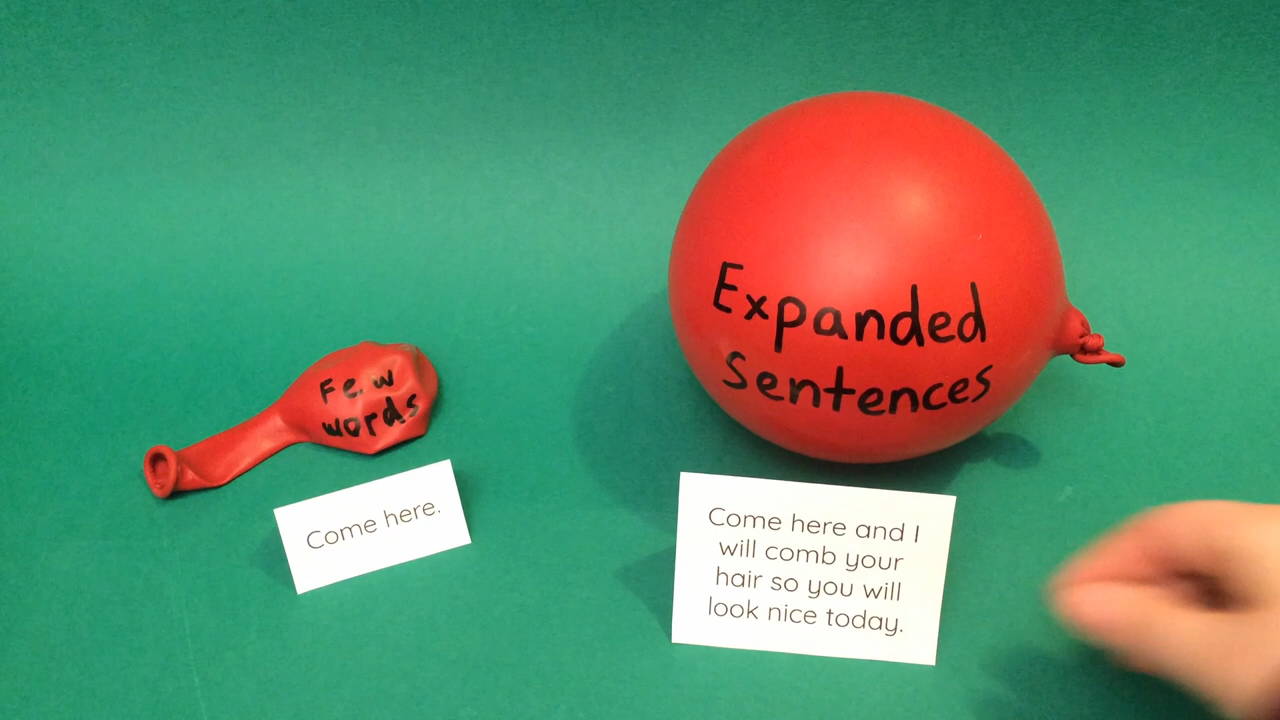 Few
words
Come here.
Expanded
Sentences
Come here and I
will comb your
hair so you will
look nice today.